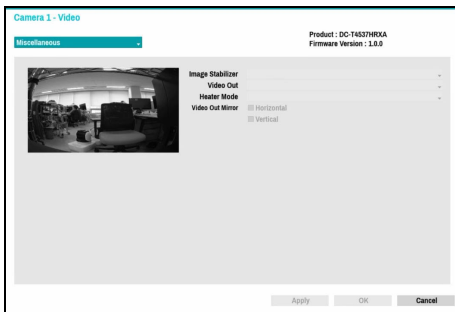 Camera 1 - Video
Miscellaneous
Product : DC-T4537HRXA
Firmware Version : 1.0.0
Image Stabilizer
Video Out
Heater Mode
Video Out Mirror
Horizontal
Vertical
Apply
OK
Cancel